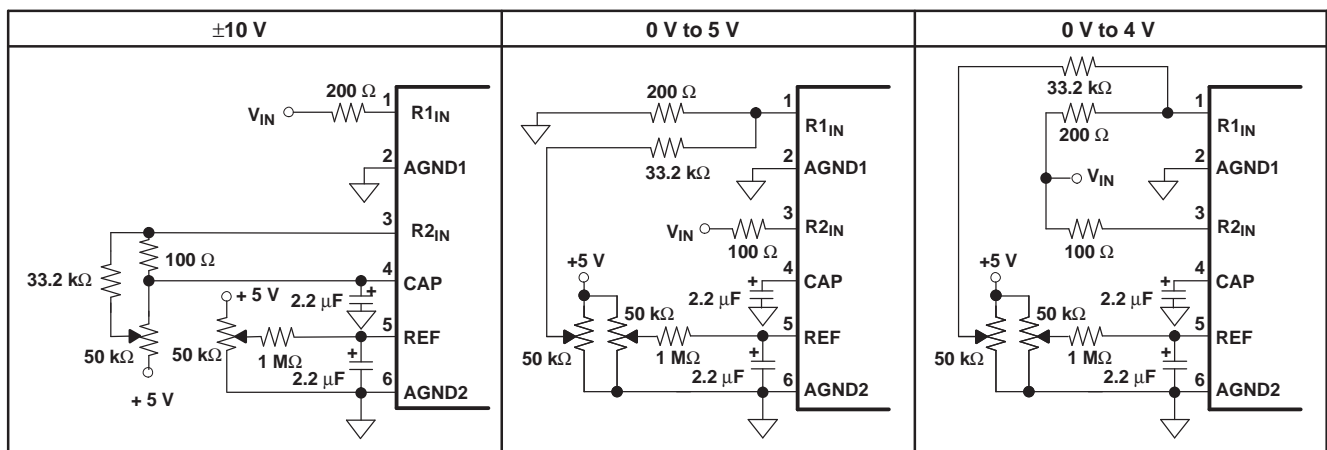 ±10 V
200 Ω
1
V_IN
R1_IN
2
AGND1
3
R2_IN
100 Ω
33.2 kΩ
4
CAP
+ 5 V
2.2 µF
+
5
REF
50 kΩ
50 kΩ
1 MΩ
+
2.2 µF
6
AGND2
+ 5 V
0 V to 5 V
200 Ω
1
R1_IN
33.2 kΩ
2
AGND1
3
V_IN
R2_IN
100 Ω
+5 V
4
CAP
+
2.2 µF
50 kΩ
5
REF
50 kΩ
1 MΩ
+
2.2 µF
6
AGND2
0 V to 4 V
33.2 kΩ
1
200 Ω
R1_IN
2
AGND1
V_IN
3
R2_IN
100 Ω
+5 V
4
CAP
+
2.2 µF
50 kΩ
5
REF
50 kΩ
1 MΩ
+
2.2 µF
6
AGND2